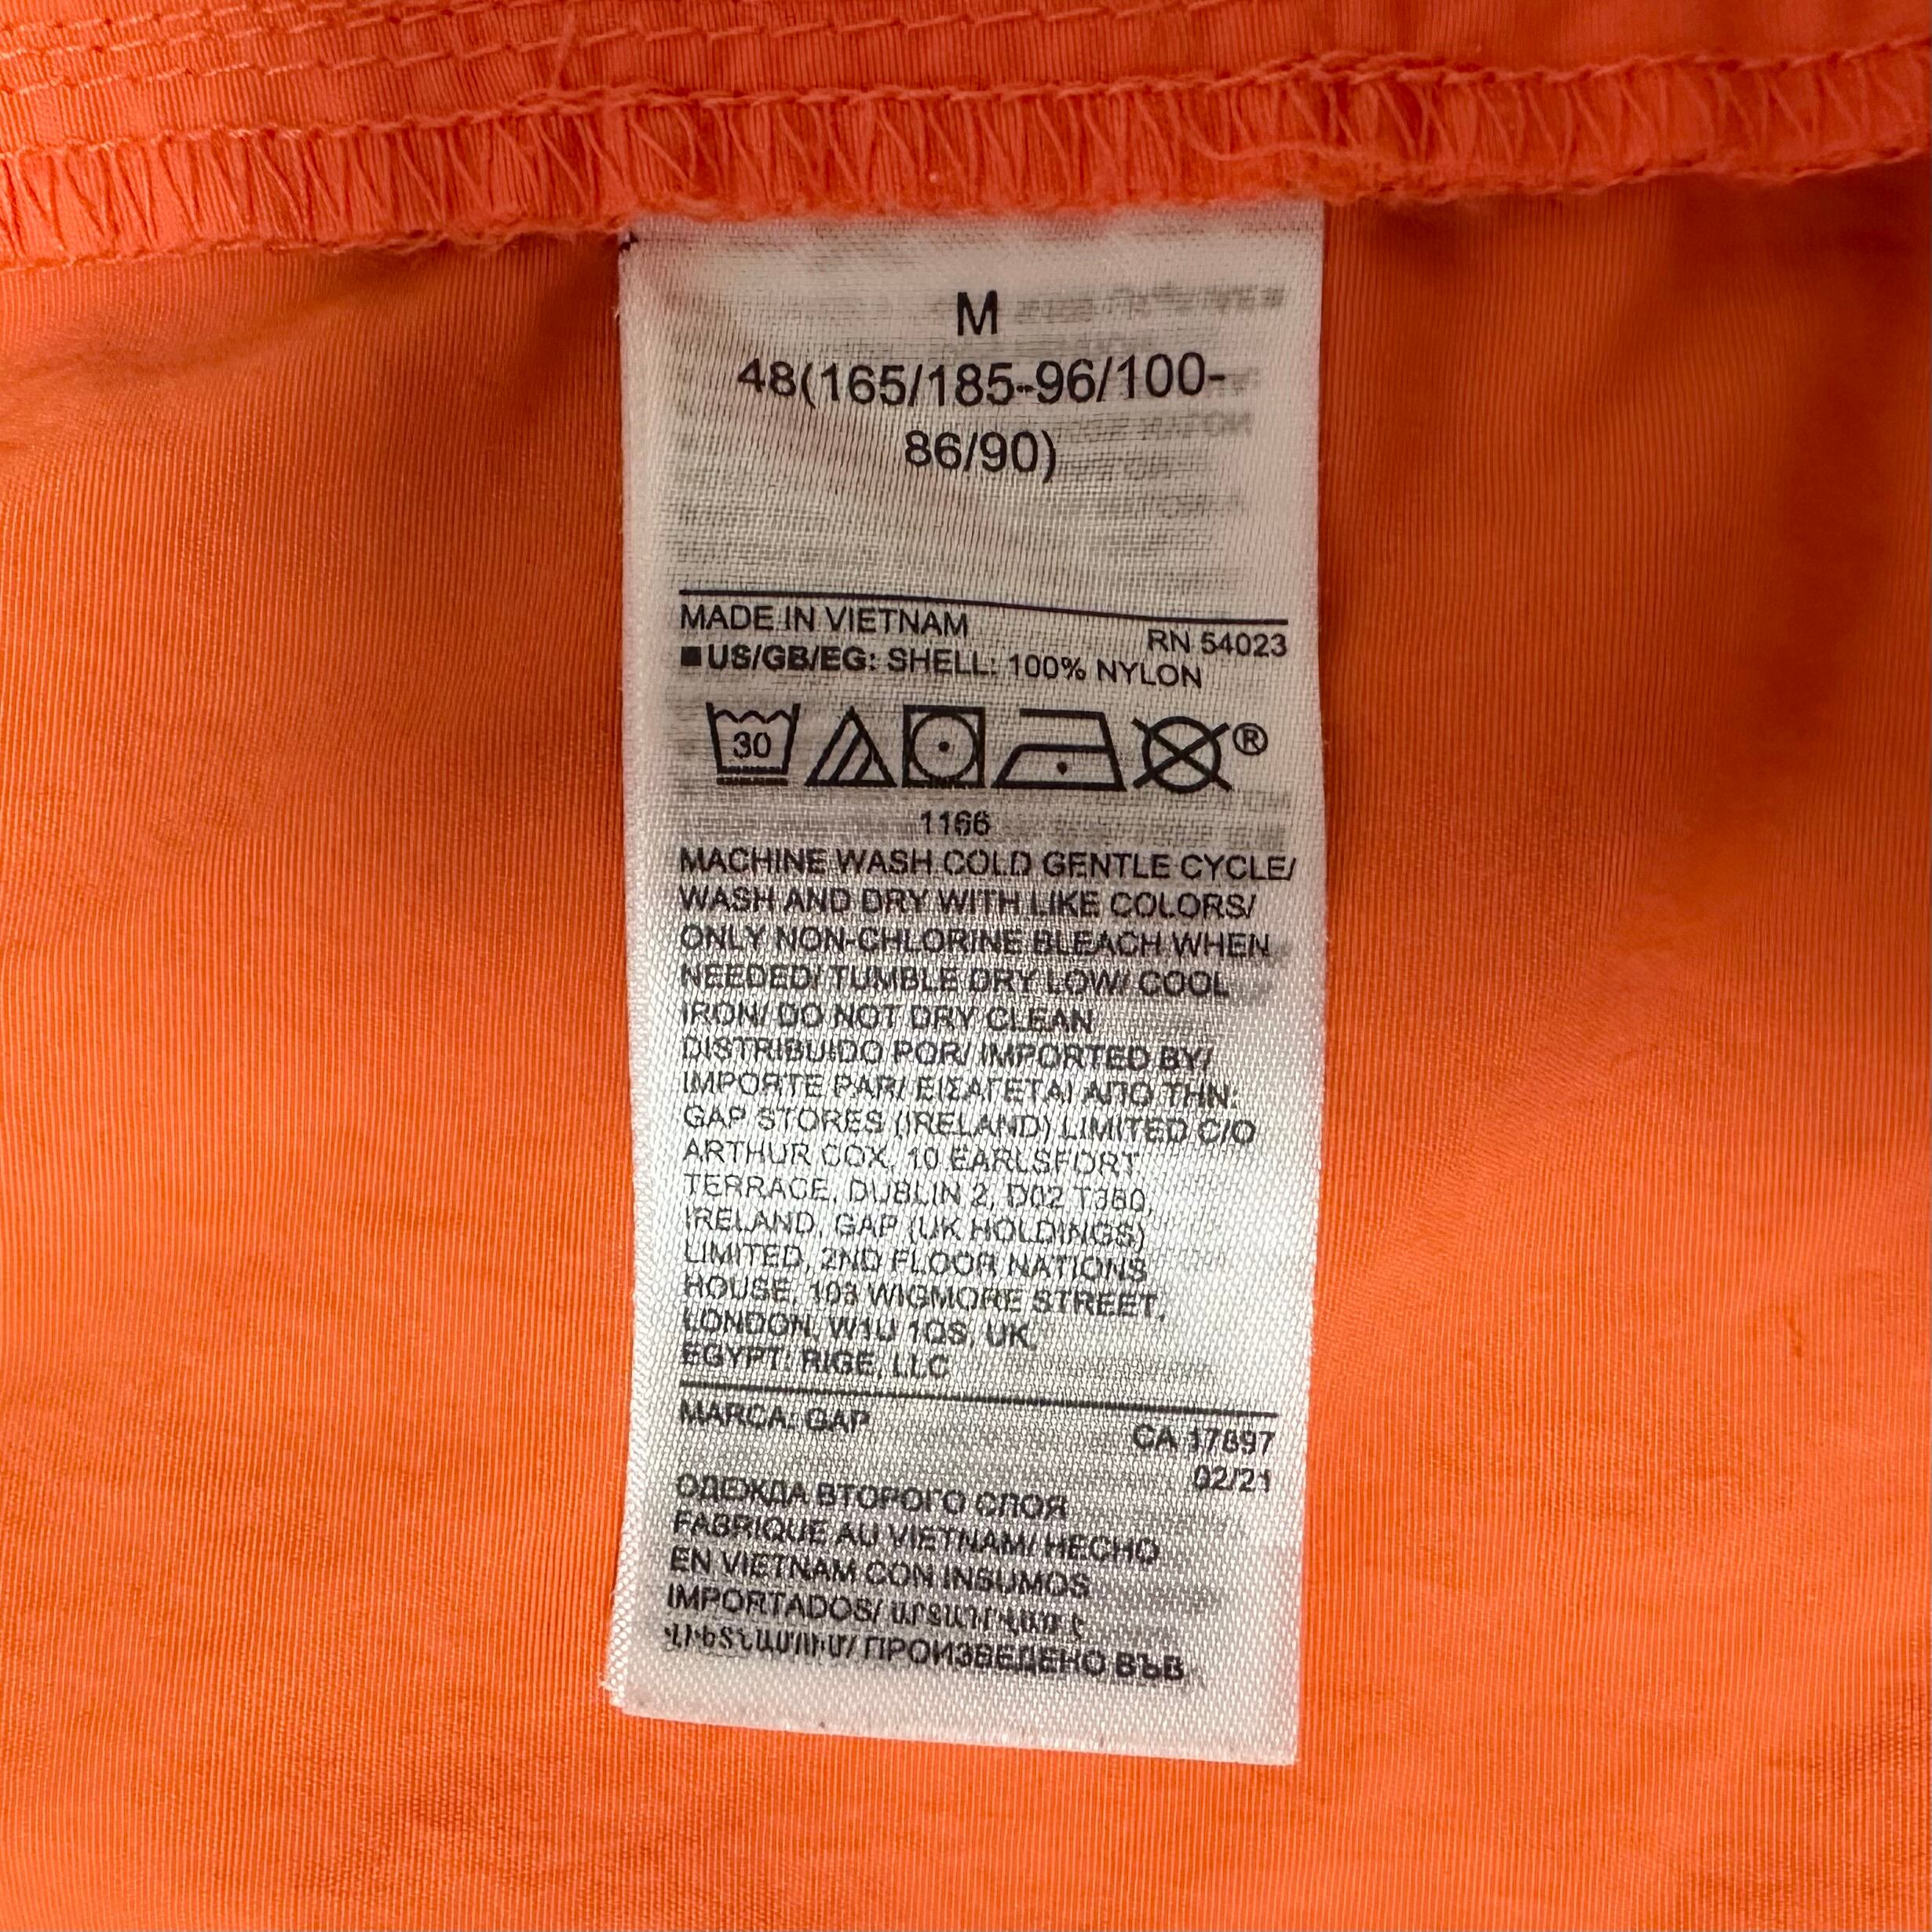 M
48(165/185-96/100-
86/90)
MADE IN VIETNAM RN 54023
■US/GB/EG: SHELL: 100% NYLON
30 ®
1166
MACHINE WASH COLD GENTLE CYCLE/
WASH AND DRY WITH LIKE COLORS/
ONLY NON-CHLORINE BLEACH WHEN
NEEDED/ TUMBLE DRY LOW/ COOL
IRON/ DO NOT DRY CLEAN
DISTRIBUIDO POR/ IMPORTED BY/
IMPORTE PAR/ ΕΙΣΑΓΕΤΑΙ ΑΠΟ ΤΗΝ:
GAP STORES (IRELAND) LIMITED C/O
ARTHUR COX, 10 EARLSFORT
TERRACE, DUBLIN 2, D02 T380,
IRELAND, GAP (UK HOLDINGS)
LIMITED, 2ND FLOOR NATIONS
HOUSE, 103 WIGMORE STREET,
LONDON, W1U 1QS, UK.
EGYPT: RIGE, LLC
MARCA: GAP CA 17897
02/21
ОДЕЖДА ВТОРОГО СЛОЯ
FABRIQUE AU VIETNAM/ HECHO
EN VIETNAM CON INSUMOS
IMPORTADOS/ ԱՐՏԱԴՐՎԱԾ Է
ՎԻԵՏՆԱՄՈՒՄ/ ПРОИЗВЕДЕНО ВЪВ